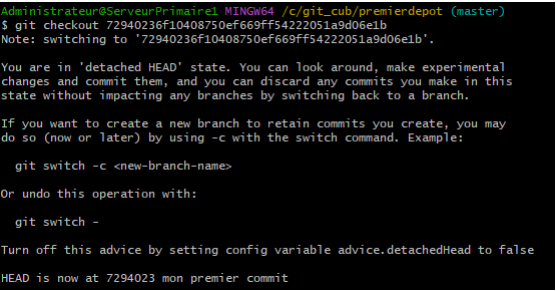 Administrateur@ServeurPrimaire1 MINGW64 /c/git_cub/premierdepot (master)
$ git checkout 72940236f10408750ef669ff54222051a9d06e1b
Note: switching to '72940236f10408750ef669ff54222051a9d06e1b'.
You are in 'detached HEAD' state. You can look around, make experimental
changes and commit them, and you can discard any commits you make in this
state without impacting any branches by switching back to a branch.
If you want to create a new branch to retain commits you create, you may
do so (now or later) by using -c with the switch command. Example:
git switch -c <new-branch-name>
Or undo this operation with:
git switch -
Turn off this advice by setting config variable advice.detachedHead to false
HEAD is now at 7294023 mon premier commit